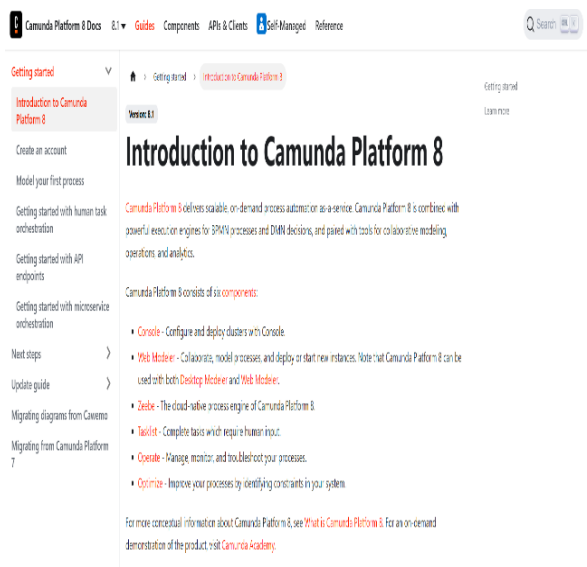 Camunda Platform 8 Docs 8.1 Guides Components APIs & Clients Self-Managed Reference Search
Getting started
Introduction to Camunda
Platform 8
Create an account
Model your first process
Getting started with human task
orchestration
Getting started with API
endpoints
Getting started with microservice
orchestration
Next steps
Update guide
Migrating diagrams from Cawemo
Migrating from Camunda Platform
7
Getting started Introduction to Camunda Platform 8
Version: 8.1
Introduction to Camunda Platform 8
Camunda Platform 8 delivers scalable, on-demand process automation as-a-service. Camunda Platform 8 is combined with
powerful execution engines for BPMN processes and DMN decisions, and paired with tools for collaborative modeling,
operations, and analytics.
Camunda Platform 8 consists of six components:
Console - Configure and deploy clusters with Console.
Web Modeler - Collaborate, model processes, and deploy or start new instances. Note that Camunda Platform 8 can be
used with both Desktop Modeler and Web Modeler.
Zeebe - The cloud-native process engine of Camunda Platform 8.
Tasklist - Complete tasks which require human input.
Operate - Manage, monitor, and troubleshoot your processes.
Optimize - Improve your processes by identifying constraints in your system.
For more conceptual information about Camunda Platform 8, see What is Camunda Platform 8. For an on-demand
demonstration of the product, visit Camunda Academy.
Getting started
Learn more